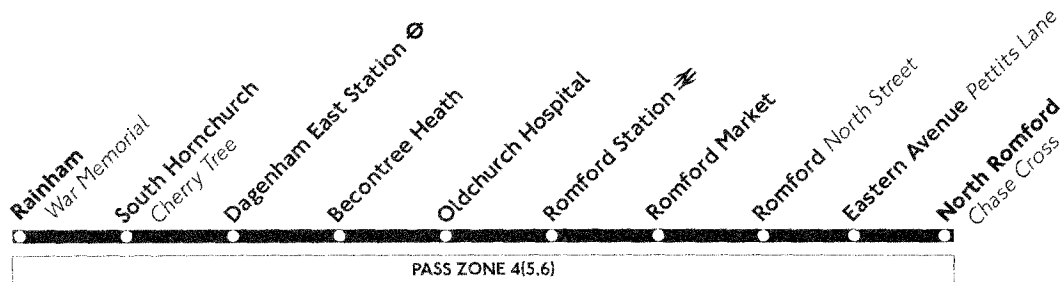 Rainham
War Memorial
South Hornchurch
Cherry Tree
Dagenham East Station
Becontree Heath
Oldchurch Hospital
Romford Station
Romford Market
Romford North Street
Eastern Avenue Pettits Lane
North Romford
Chase Cross
PASS ZONE 4(5,6)